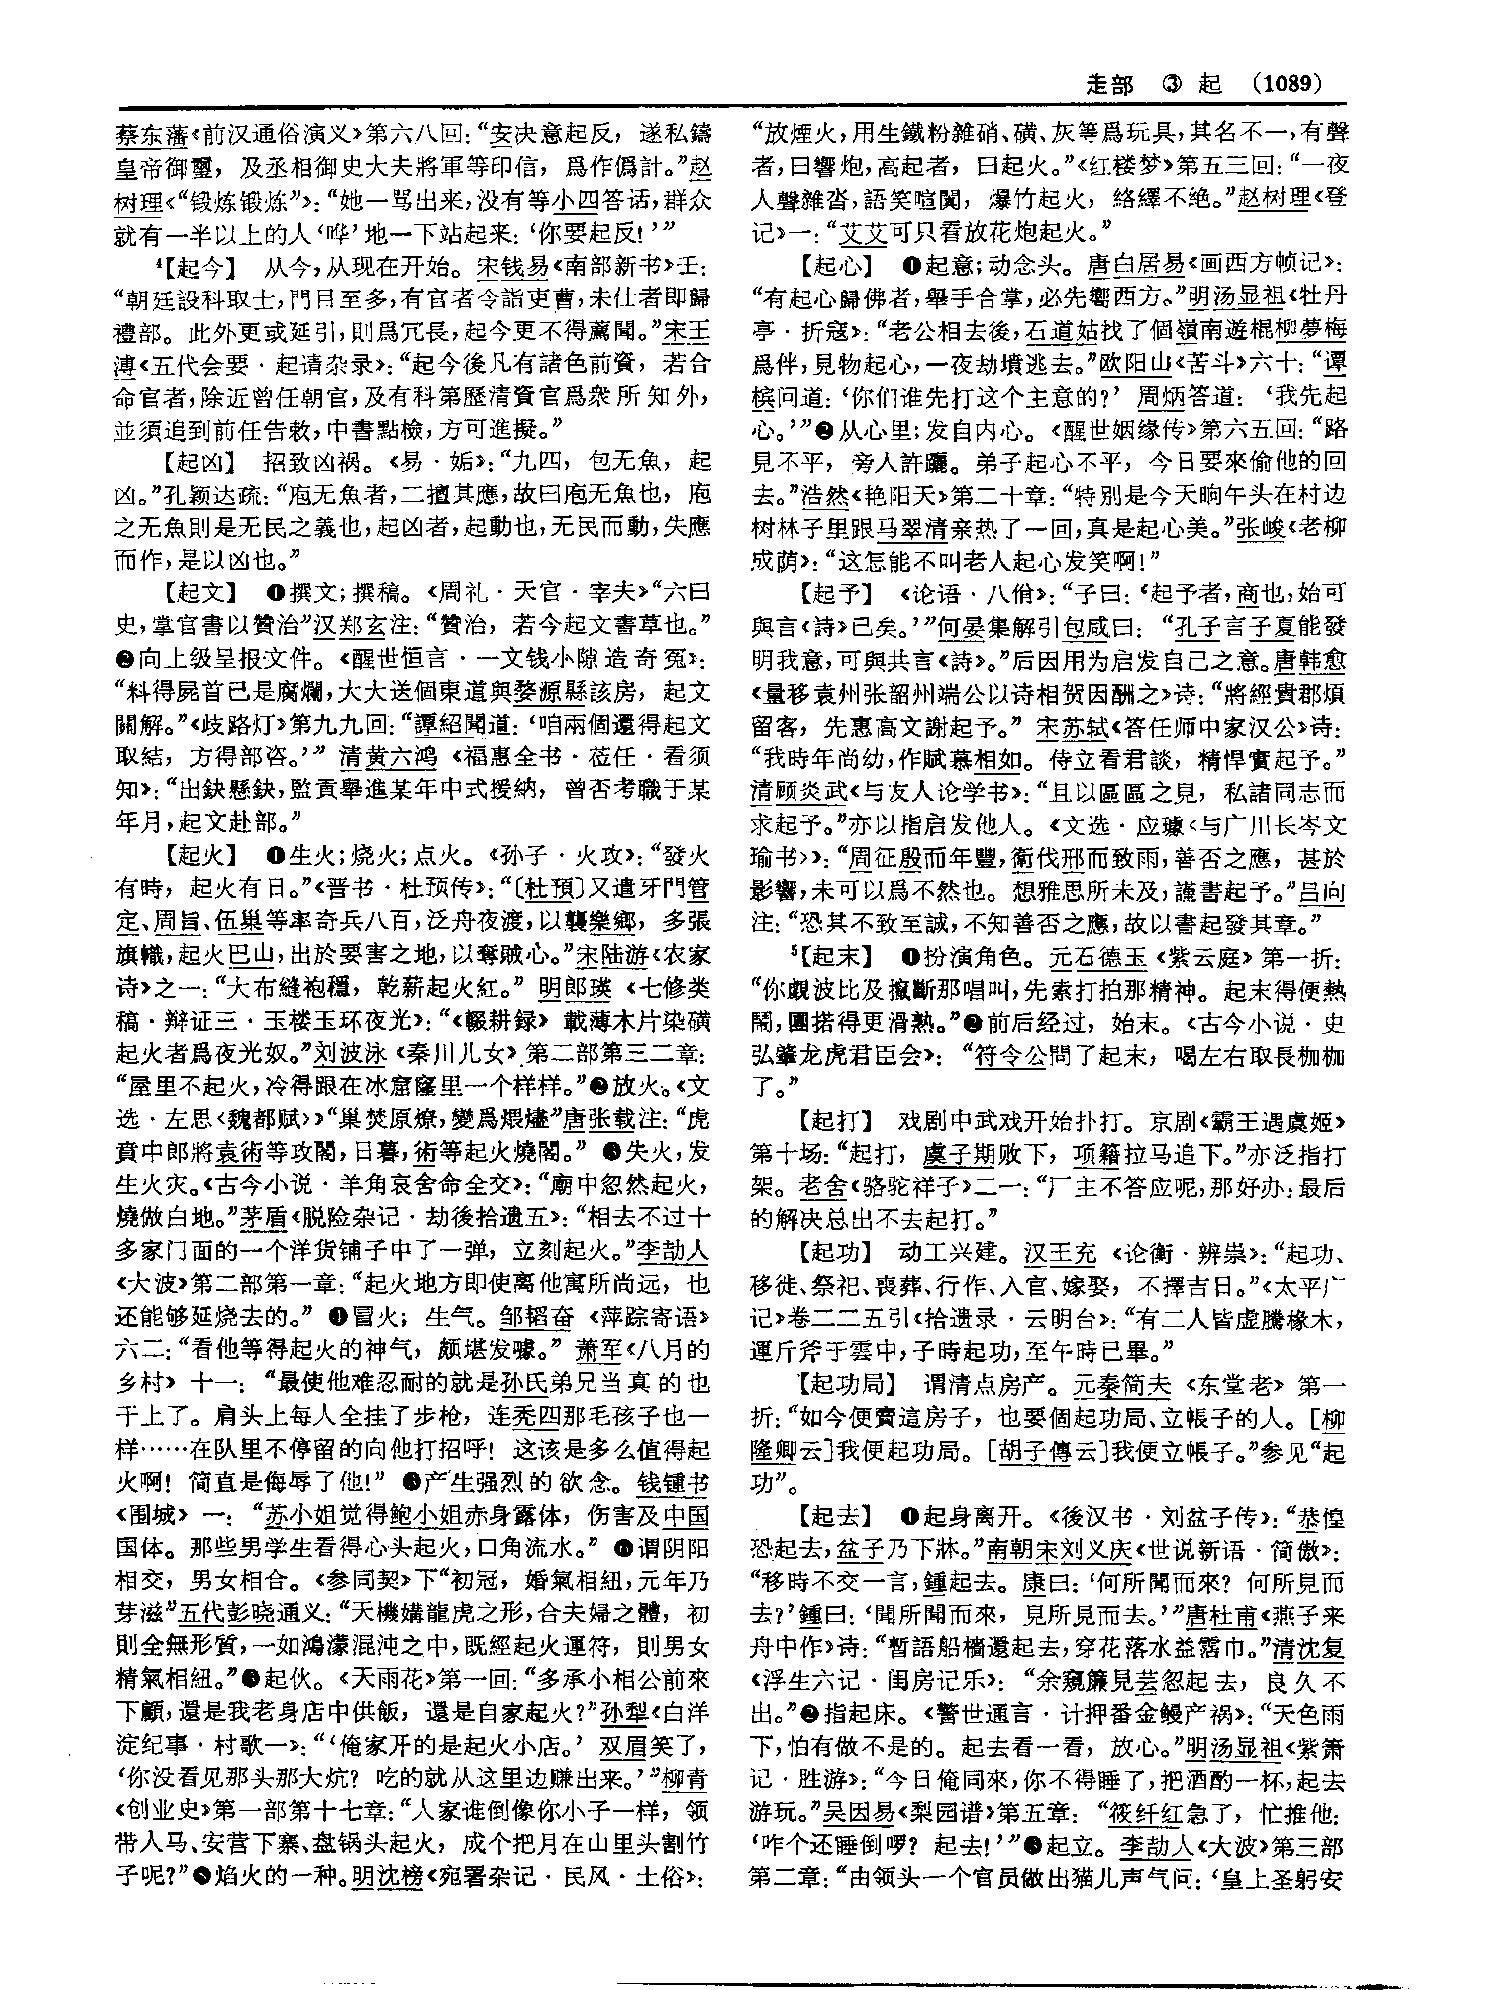 走部 ③ 起 （1089）
蔡东藩《前汉通俗演义》第六八回：“安决意起反，遂私鑄
皇帝御璽，及丞相御史大夫將軍等印信，爲作僞計。”赵
树理《“锻炼锻炼”》：“她一骂出来，没有等小四答话，群众
就有一半以上的人‘哗’地一下站起来：‘你要起反！’”
⁴【起今】 从今，从现在开始。宋钱易《南部新书》壬：
“朝廷設科取士，門目至多，有官者令詣吏曹，未仕者即歸
禮部。此外更或延引，則爲冗長，起今更不得薦聞。”宋王
溥《五代会要·起请杂录》：“起今後凡有諸色前資，若合
命官者，除近曾任朝官，及有科第歷清資官爲衆所知外，
並須追到前任告敕，中書點檢，方可進擬。”
【起凶】 招致凶祸。《易·姤》：“九四，包无魚，起
凶。”孔颖达疏：“庖无魚者，二擅其應，故曰庖无魚也，庖
之无魚則是无民之義也，起凶者，起動也，无民而動，失應
而作，是以凶也。”
【起文】 ❶撰文；撰稿。《周礼·天官·宰夫》“六曰
史，掌官書以贊治”汉郑玄注：“贊治，若今起文書草也。”
❷向上级呈报文件。《醒世恒言·一文钱小隙造奇冤》：
“料得屍首已是腐爛，大大送個東道與婺源縣該房，起文
關解。”《歧路灯》第九九回：“譚紹聞道：‘咱兩個還得起文
取結，方得部咨。’” 清黄六鸿《福惠全书·莅任·看须
知》：“出缺懸缺，監貢舉進某年中式援納，曾否考職于某
年月，起文赴部。”
【起火】 ❶生火；烧火；点火。《孙子·火攻》：“發火
有時，起火有日。”《晋书·杜预传》：“〔杜預〕又遣牙門管
定、周旨、伍巢等率奇兵八百，泛舟夜渡，以襲樂鄉，多張
旗幟，起火巴山，出於要害之地，以奪賊心。”宋陆游《农家
诗》之一：“大布縫袍穩，乾薪起火紅。” 明郎瑛《七修类
稿·辩证三·玉楼玉环夜光》：“《輟耕録》載薄木片染磺
起火者爲夜光奴。”刘波泳《秦川儿女》第二部第三二章：
“屋里不起火，冷得跟在冰窟窿里一个样样。”❷放火。《文
选·左思〈魏都赋〉》“巢焚原燎，變爲煨燼”唐张载注：“虎
賁中郎將袁術等攻閣，日暮，術等起火燒閣。” ❸失火，发
生火灾。《古今小说·羊角哀舍命全交》：“廟中忽然起火，
燒做白地。”茅盾《脱险杂记·劫後拾遗五》：“相去不过十
多家门面的一个洋货铺子中了一弹，立刻起火。”李劼人
《大波》第二部第一章：“起火地方即使离他寓所尚远，也
还能够延烧去的。” ❹冒火；生气。邹韬奋《萍踪寄语》
六二：“看他等得起火的神气，颇堪发噱。” 萧军《八月的
乡村》十一：“最使他难忍耐的就是孙氏弟兄当真的也
干上了。肩头上每人全挂了步枪，连秃四那毛孩子也一
样……在队里不停留的向他打招呼！这该是多么值得起
火啊！简直是侮辱了他！” ❺产生强烈的欲念。钱锺书
《围城》一：“苏小姐觉得鲍小姐赤身露体，伤害及中国
国体。那些男学生看得心头起火，口角流水。” ❻谓阴阳
相交，男女相合。《参同契》下“初冠，婚氣相紐，元年乃
芽滋”五代彭晓通义：“天機媾龍虎之形，合夫婦之體，初
則全無形質，一如鴻濛混沌之中，既經起火運符，則男女
精氣相紐。”❼起伙。《天雨花》第一回：“多承小相公前來
下顧，還是我老身店中供飯，還是自家起火？”孙犁《白洋
淀纪事·村歌一》：“‘俺家开的是起火小店。’双眉笑了，
‘你没看见那头那大炕？吃的就从这里边赚出来。’”柳青
《创业史》第一部第十七章：“人家谁倒像你小子一样，领
带人马、安营下寨、盘锅头起火，成个把月在山里头割竹
子呢？”❽焰火的一种。明沈榜《宛署杂记·民风·土俗》：
“放煙火，用生鐵粉雜硝、磺、灰等爲玩具，其名不一，有聲
者，曰響炮，高起者，曰起火。”《红楼梦》第五三回：“一夜
人聲雜沓，語笑喧闐，爆竹起火，絡繹不絶。”赵树理《登
记》一：“艾艾可只看放花炮起火。”
【起心】 ❶起意；动念头。唐白居易《画西方帧记》：
“有起心歸佛者，舉手合掌，必先嚮西方。”明汤显祖《牡丹
亭·折寇》：“老公相去後，石道姑找了個嶺南遊棍柳夢梅
爲伴，見物起心，一夜劫墳逃去。”欧阳山《苦斗》六十：“谭
槟问道：‘你们谁先打这个主意的？’周炳答道：‘我先起
心。’”❷从心里；发自内心。《醒世姻缘传》第六五回：“路
見不平，旁人許躧。弟子起心不平，今日要來偷他的回
去。”浩然《艳阳天》第二十章：“特别是今天晌午头在村边
树林子里跟马翠清亲热了一回，真是起心美。”张峻《老柳
成荫》：“这怎能不叫老人起心发笑啊！”
【起予】 《论语·八佾》：“子曰：‘起予者，商也，始可
與言《詩》已矣。’”何晏集解引包咸曰：“孔子言子夏能發
明我意，可與共言《詩》。”后因用为启发自己之意。唐韩愈
《量移袁州张韶州端公以诗相贺因酬之》诗：“將經貴郡煩
留客，先惠高文謝起予。” 宋苏轼《答任师中家汉公》诗：
“我時年尚幼，作賦慕相如。侍立看君談，精悍實起予。”
清顾炎武《与友人论学书》：“且以區區之見，私諸同志而
求起予。”亦以指启发他人。《文选·应璩〈与广川长岑文
瑜书〉》：“周征殷而年豐，衛伐邢而致雨，善否之應，甚於
影響，未可以爲不然也。想雅思所未及，謹書起予。”吕向
注：“恐其不致至誠，不知善否之應，故以書起發其意。”
⁵【起末】 ❶扮演角色。元石德玉《紫云庭》第一折：
“你覷波比及攛斷那唱叫，先索打拍那精神。起末得便熱
鬧，團掿得更滑熟。”❷前后经过，始末。《古今小说·史
弘肇龙虎君臣会》：“符令公問了起末，喝左右取長枷枷
了。”
【起打】 戏剧中武戏开始扑打。京剧《霸王遇虞姬》
第十场：“起打，虞子期败下，项籍拉马追下。”亦泛指打
架。老舍《骆驼祥子》二一：“厂主不答应呢，那好办：最后
的解决总出不去起打。”
【起功】 动工兴建。汉王充《论衡·辨祟》：“起功、
移徙、祭祀、喪葬、行作、入官、嫁娶，不擇吉日。”《太平广
记》卷二二五引《拾遗录·云明台》：“有二人皆虚騰椽木，
運斤斧于雲中，子時起功，至午時已畢。”
【起功局】 谓清点房产。元秦简夫《东堂老》第一
折：“如今便賣這房子，也要個起功局、立帳子的人。［柳
隆卿云］我便起功局。［胡子傳云］我便立帳子。”参见“起
功”。
【起去】 ❶起身离开。《後汉书·刘盆子传》：“恭惶
恐起去，盆子乃下牀。”南朝宋刘义庆《世说新语·简傲》：
“移時不交一言，鍾起去。康曰：‘何所聞而來？何所見而
去？’鍾曰：‘聞所聞而來，見所見而去。’”唐杜甫《燕子来
舟中作》诗：“暫語船檣還起去，穿花落水益霑巾。”清沈复
《浮生六记·闺房记乐》：“余窺簾見芸忽起去，良久不
出。”❷指起床。《警世通言·计押番金鳗产祸》：“天色雨
下，怕有做不是的。起去看一看，放心。”明汤显祖《紫箫
记·胜游》：“今日俺同來，你不得睡了，把酒酌一杯，起去
游玩。”吴因易《梨园谱》第五章：“筱纤红急了，忙推他：
‘咋个还睡倒啰？起去！’”❸起立。李劼人《大波》第三部
第二章：“由领头一个官员做出猫儿声气问：‘皇上圣躬安